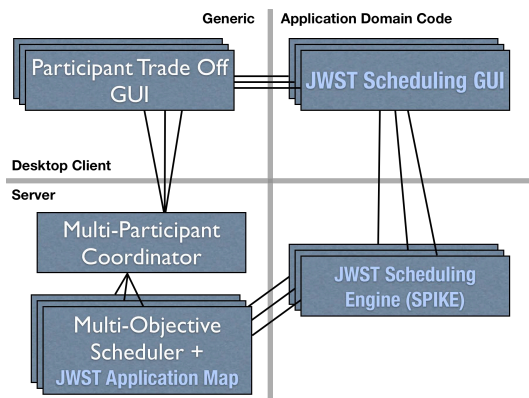 Generic
Application Domain Code
Participant Trade Off
GUI
JWST Scheduling GUI
Desktop Client
Server
Multi-Participant
Coordinator
JWST Scheduling
Engine (SPIKE)
Multi-Objective
Scheduler +
JWST Application Map